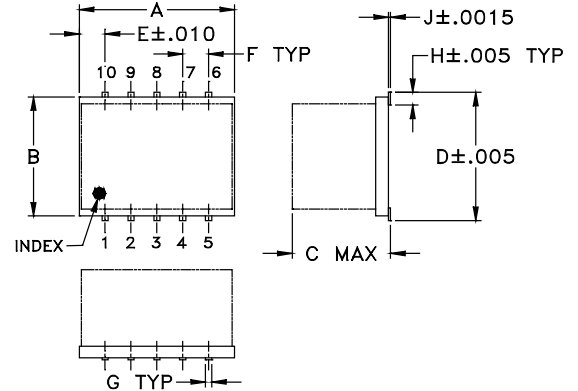 A
J±.0015
E±.010
F TYP
H±.005 TYP
10 9 8 7 6
B
D±.005
INDEX
1 2 3 4 5
C MAX
G TYP